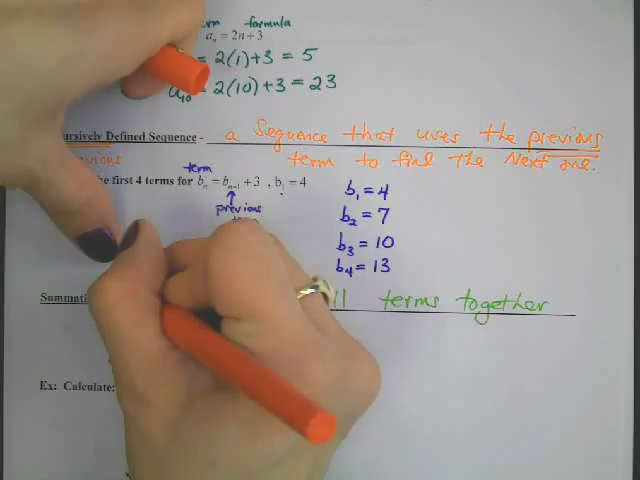 rm formula
aₙ = 2n + 3
= 2(1)+3 = 5
a₁₀ = 2(10)+3 = 23
ursively Defined Sequence - a Sequence that uses the previous
vious term to find the Next one.
term
the first 4 terms for bₙ = bₙ₋₁ + 3 , b₁ = 4
previous
b₁ = 4
b₂ = 7
b₃ = 10
b₄ = 13
Summati ll terms together
Ex: Calculate: